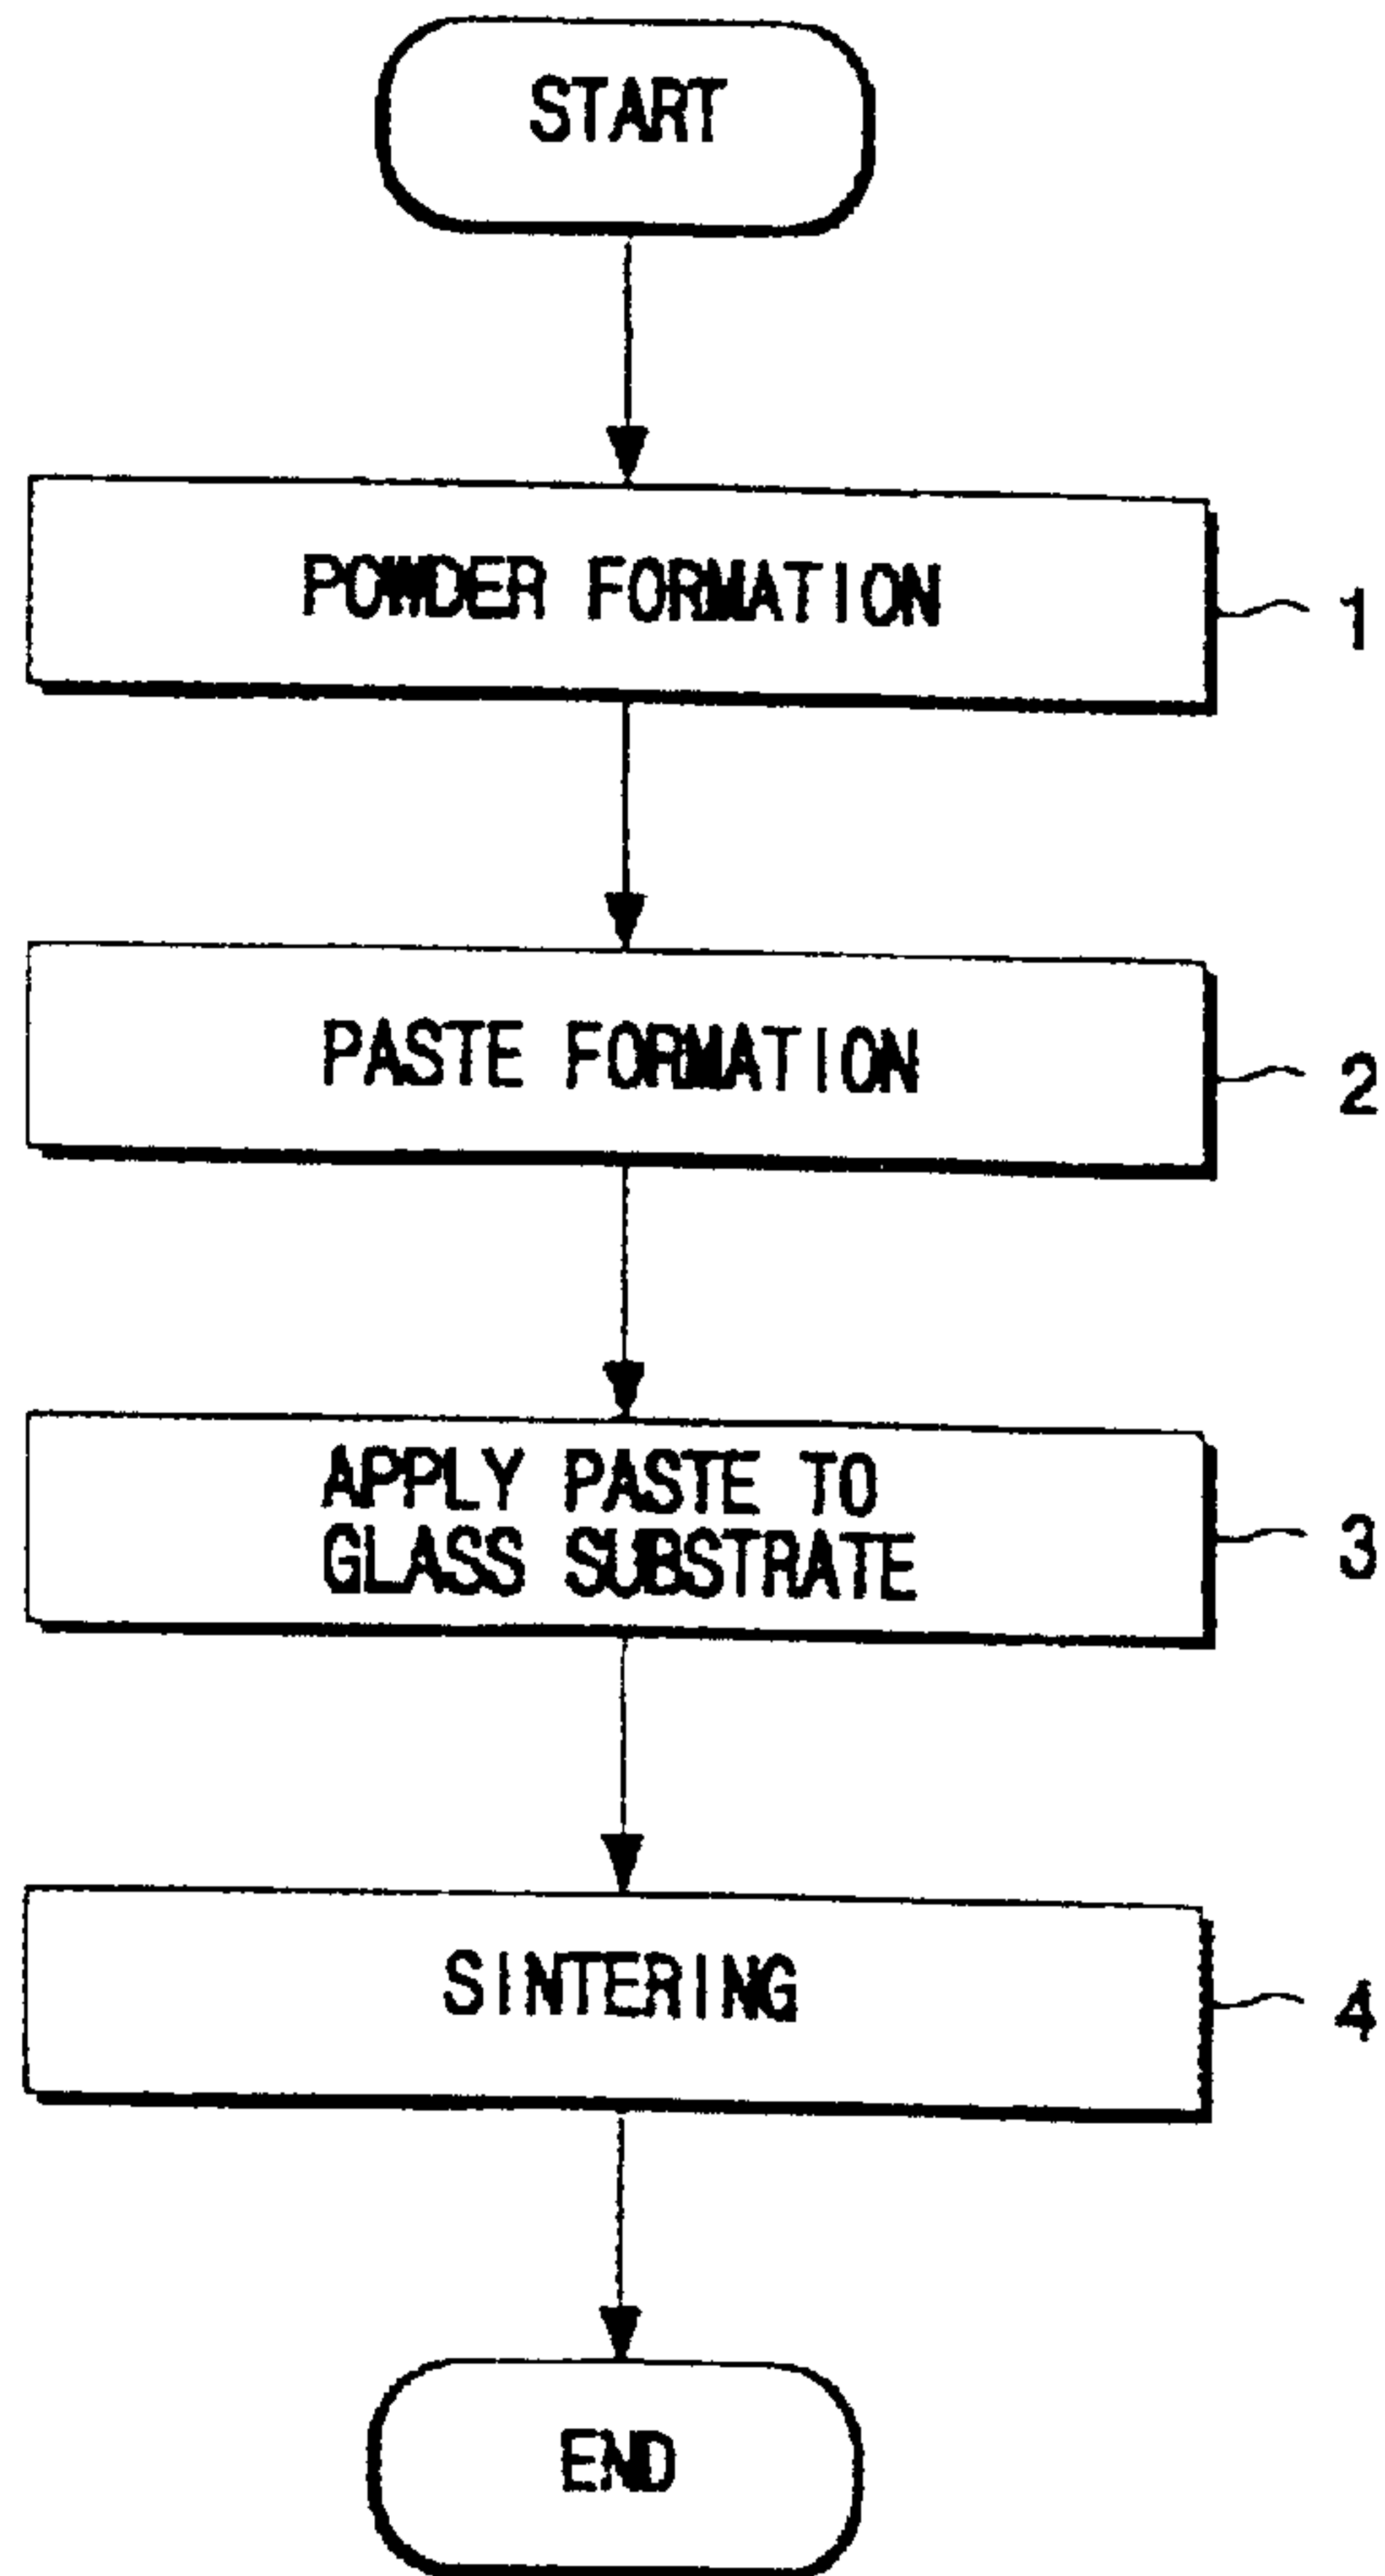 START
POWDER FORMATION
1
PASTE FORMATION
2
APPLY PASTE TO
GLASS SUBSTRATE
3
SINTERING
4
END